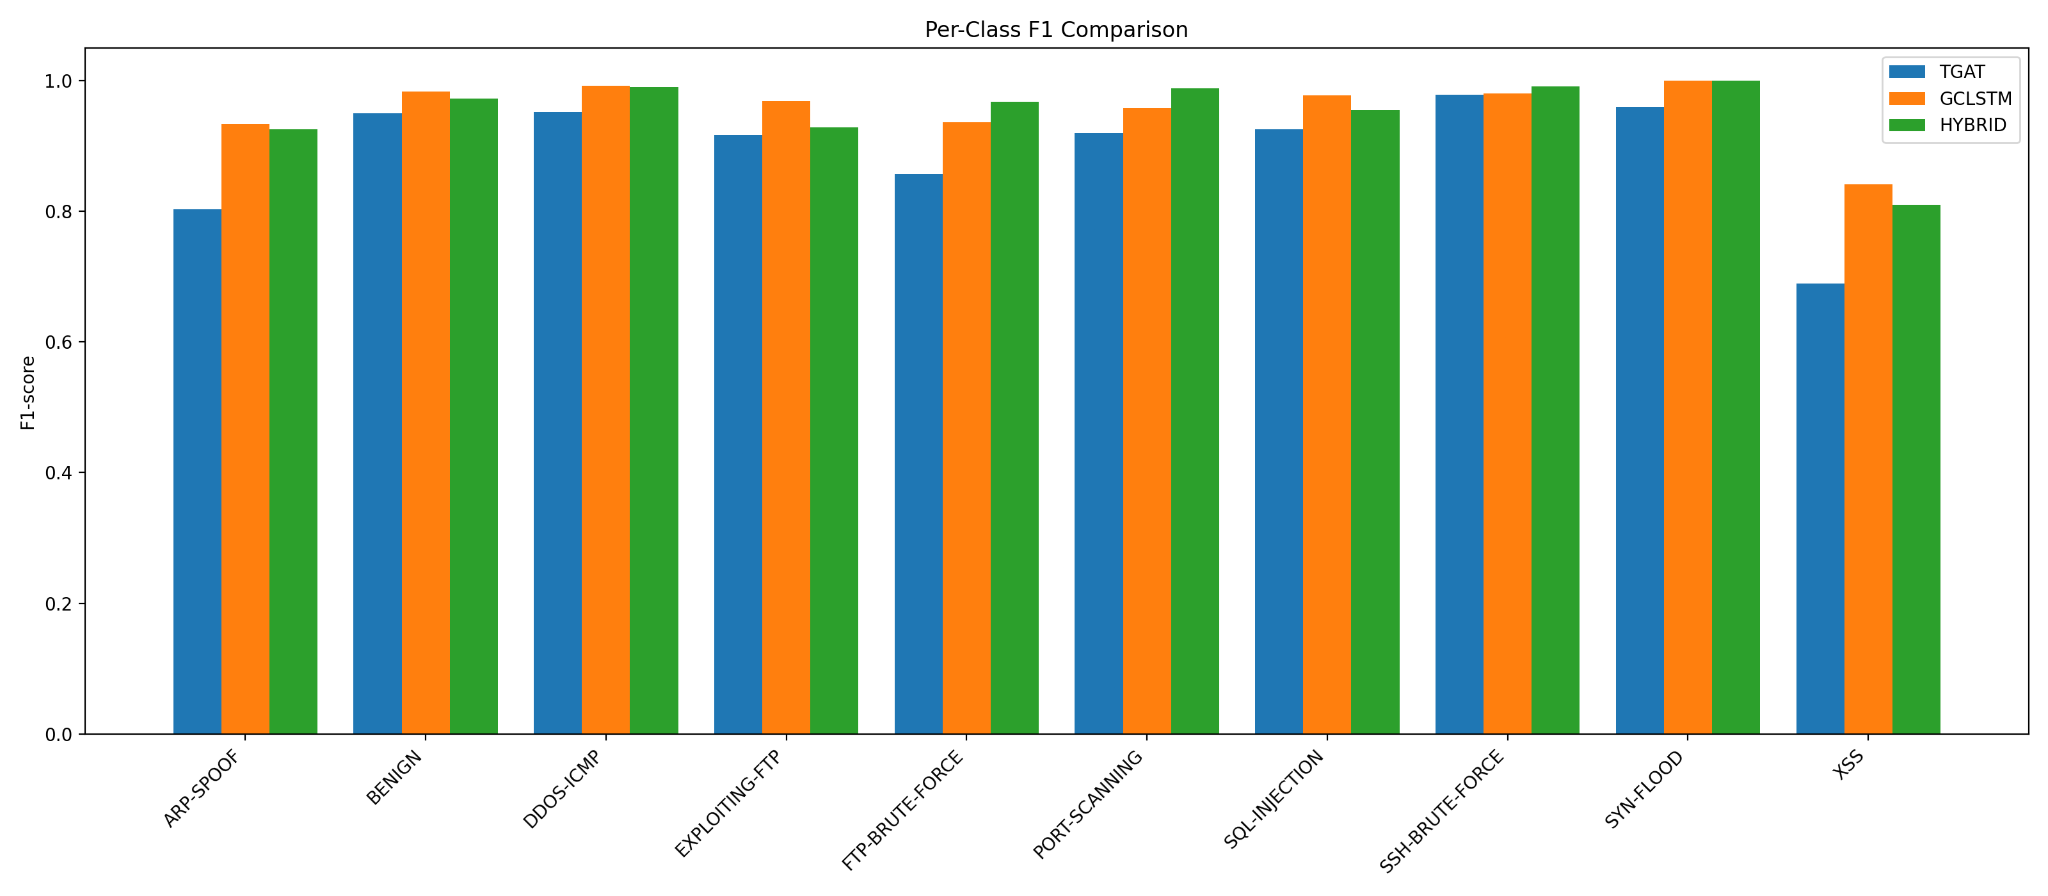 Per-Class F1 Comparison
TGAT
GCLSTM
HYBRID
F1-score
1.0
0.8
0.6
0.4
0.2
0.0
ARP-SPOOF
BENIGN
DDOS-ICMP
EXPLOITING-FTP
FTP-BRUTE-FORCE
PORT-SCANNING
SQL-INJECTION
SSH-BRUTE-FORCE
SYN-FLOOD
XSS